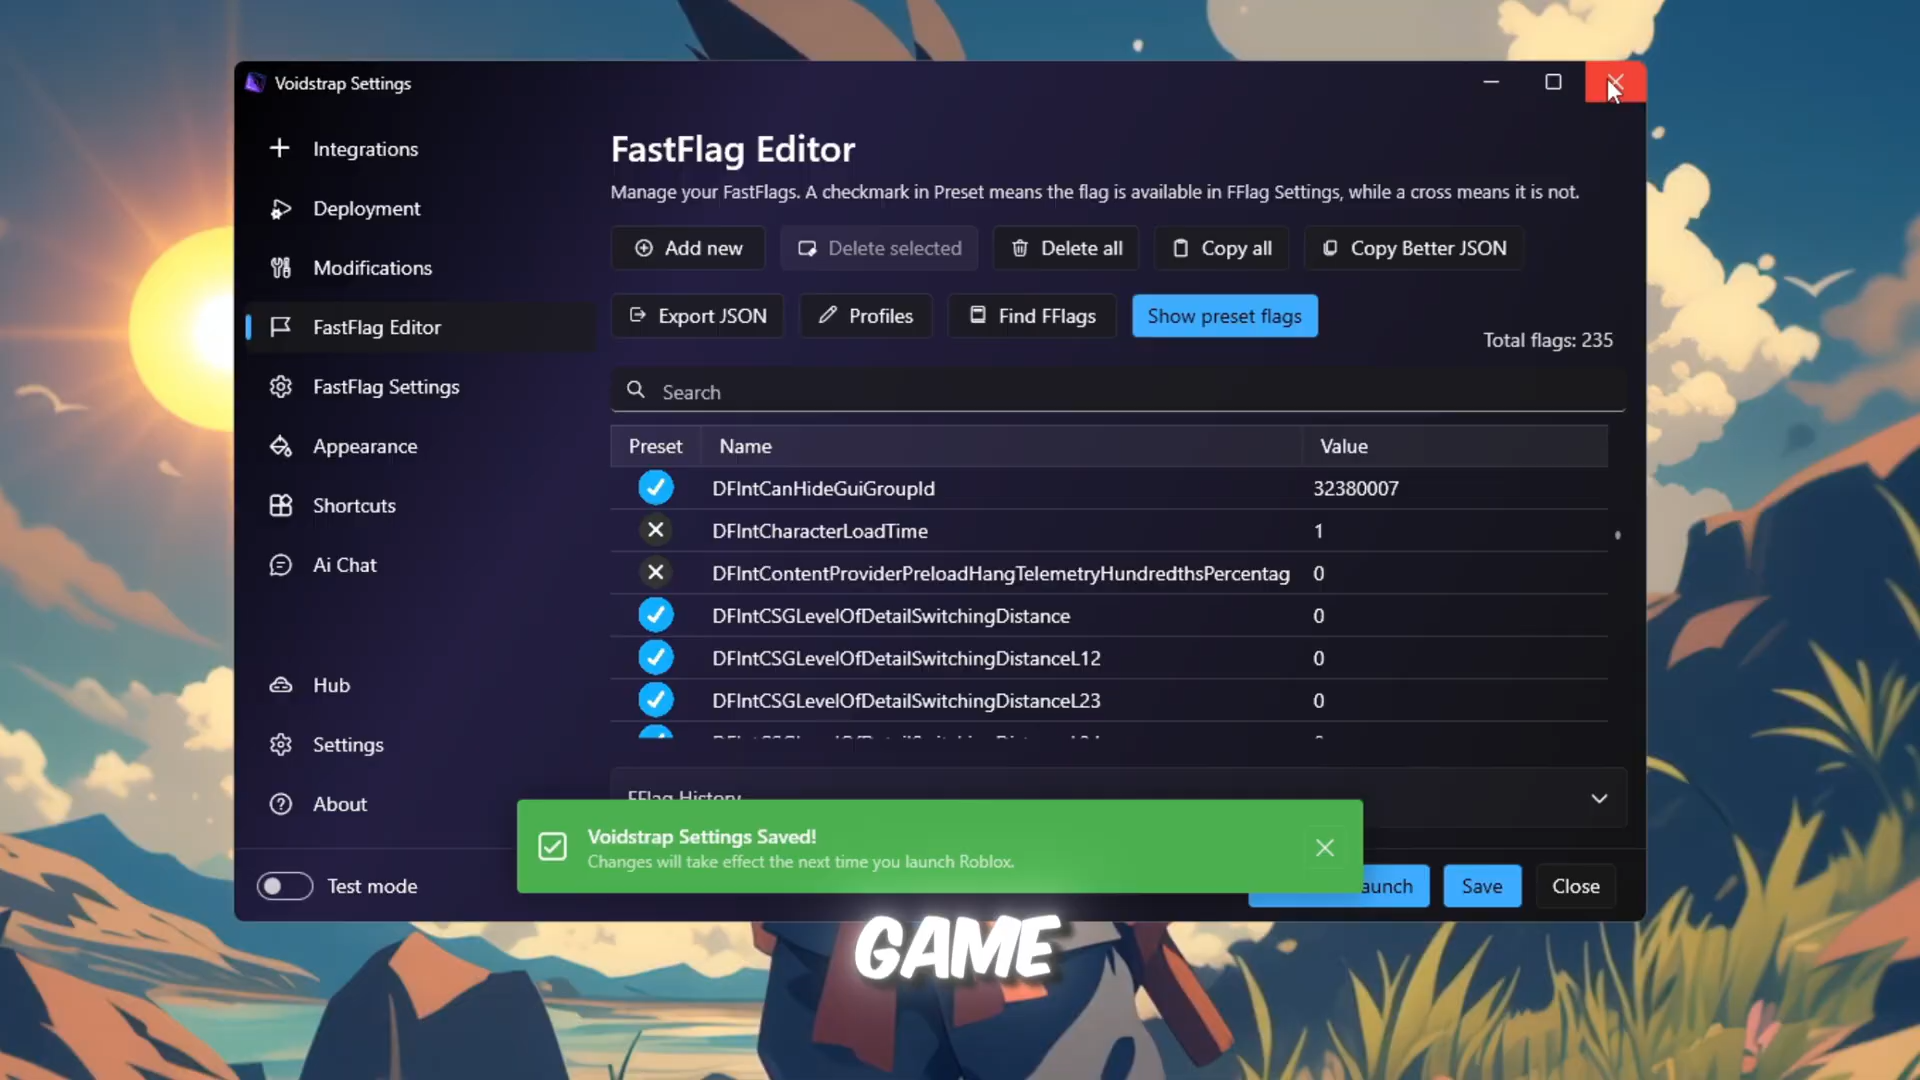 Voidstrap Settings
Integrations
Deployment
Modifications
FastFlag Editor
FastFlag Settings
Appearance
Shortcuts
Ai Chat
Hub
Settings
About
Test mode
FastFlag Editor
Manage your FastFlags. A checkmark in Preset means the flag is available in FFlag Settings, while a cross means it is not.
Add new Delete selected Delete all Copy all Copy Better JSON
Export JSON Profiles Find FFlags Show preset flags
Total flags: 235
Search
Preset Name Value
DFIntCanHideGuiGroupId 32380007
DFIntCharacterLoadTime 1
DFIntContentProviderPreloadHangTelemetryHundredthsPercentag 0
DFIntCSGLevelOfDetailSwitchingDistance 0
DFIntCSGLevelOfDetailSwitchingDistanceL12 0
DFIntCSGLevelOfDetailSwitchingDistanceL23 0
FFlag History
Voidstrap Settings Saved!
Changes will take effect the next time you launch Roblox.
aunch Save Close
GAME